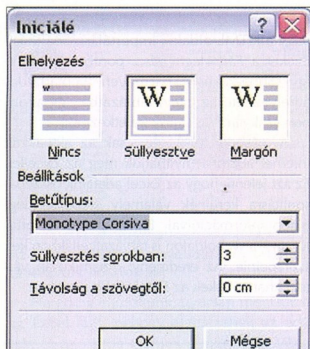 Iniciálé
Elhelyezés
W W W
Nincs Süllyesztve Margón
Beállítások
Betűtípus:
Monotype Corsiva
Süllyesztés sorokban: 3
Távolság a szövegtől: 0 cm
OK Mégse